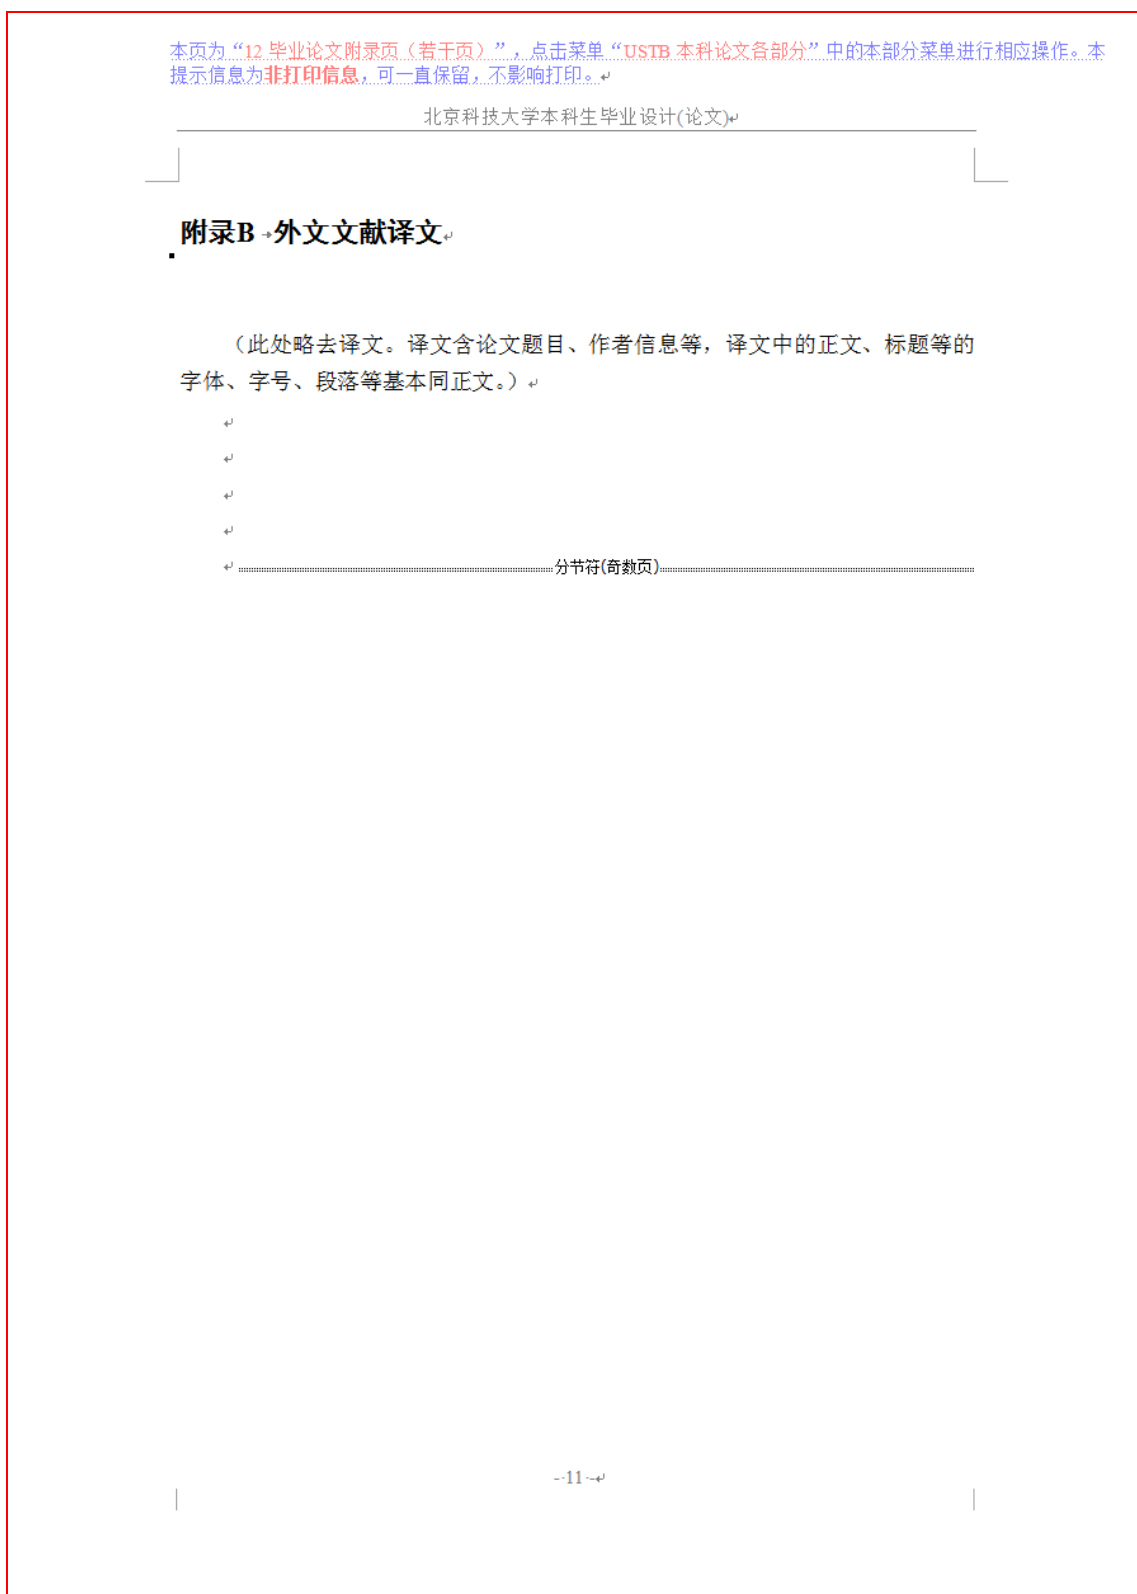 本页为“12 毕业论文附录页（若干页）”，点击菜单“USTB 本科论文各部分”中的本部分菜单进行相应操作。本
提示信息为非打印信息，可一直保留，不影响打印。
北京科技大学本科生毕业设计(论文)
附录B 外文文献译文
（此处略去译文。译文含论文题目、作者信息等，译文中的正文、标题等的
字体、字号、段落等基本同正文。）
分节符(奇数页)
- 11 -